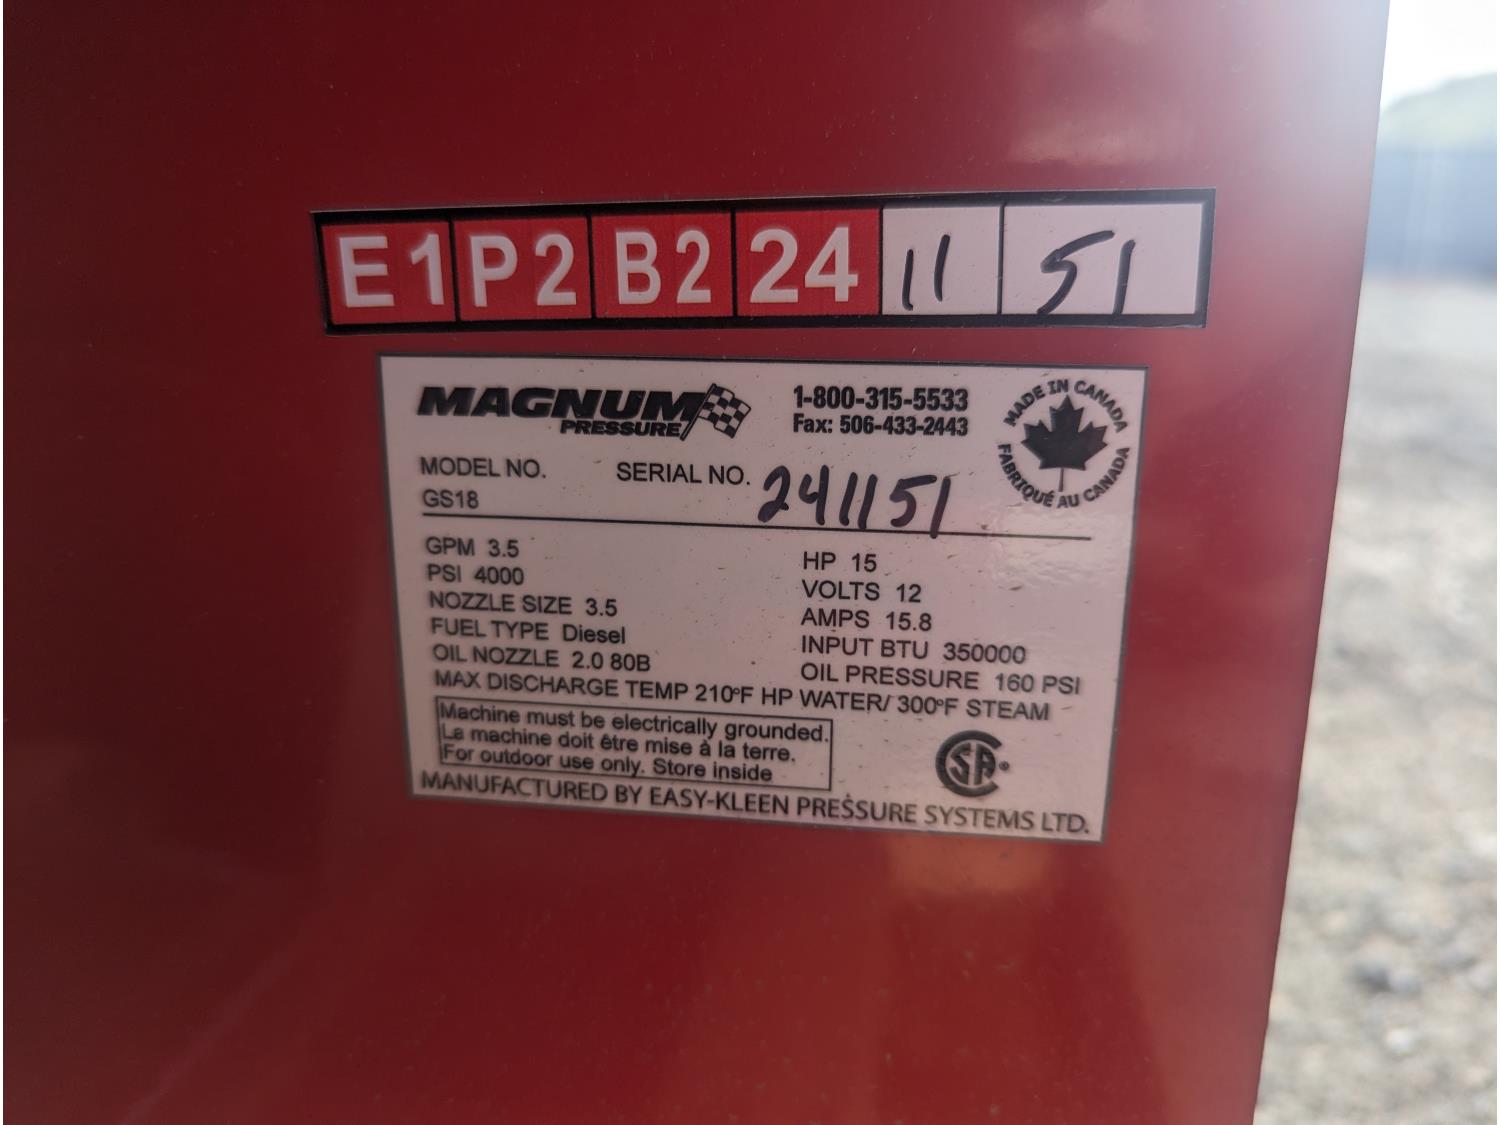 E1 P2 B2 24 11 51
MAGNUM
PRESSURE
1-800-315-5533
Fax: 506-433-2443
MADE IN CANADA
FABRIQUÉ AU CANADA
MODEL NO.
GS18
SERIAL NO. 241151
GPM 3.5
PSI 4000
NOZZLE SIZE 3.5
FUEL TYPE Diesel
OIL NOZZLE 2.0 80B
HP 15
VOLTS 12
AMPS 15.8
INPUT BTU 350000
OIL PRESSURE 160 PSI
MAX DISCHARGE TEMP 210°F HP WATER/ 300°F STEAM
Machine must be electrically grounded.
La machine doit être mise à la terre.
For outdoor use only. Store inside
CSA®
MANUFACTURED BY EASY-KLEEN PRESSURE SYSTEMS LTD.